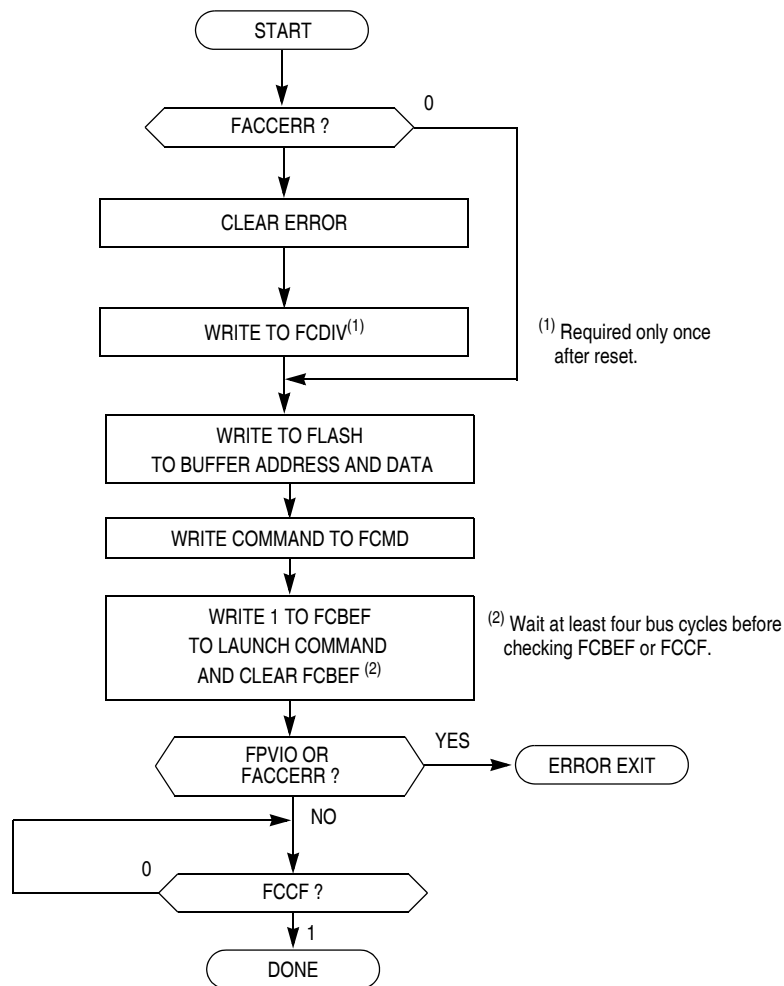 START
0
FACCERR ?
CLEAR ERROR
WRITE TO FCDIV(1)
(1) Required only once
after reset.
WRITE TO FLASH
TO BUFFER ADDRESS AND DATA
WRITE COMMAND TO FCMD
WRITE 1 TO FCBEF
TO LAUNCH COMMAND
AND CLEAR FCBEF (2)
(2) Wait at least four bus cycles before
checking FCBEF or FCCF.
FPVIO OR
FACCERR ?
YES
ERROR EXIT
NO
0
FCCF ?
1
DONE